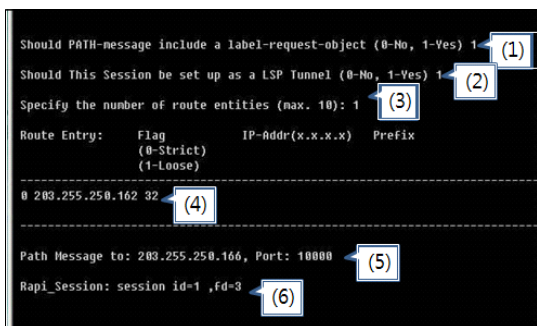 Should PATH-message include a label-request-object (0-No, 1-Yes) 1 (1)
Should This Session be set up as a LSP Tunnel (0-No, 1-Yes) 1 (2)
Specify the number of route entities (max. 10): 1 (3)
Route Entry: Flag IP-Addr(x.x.x.x) Prefix
(0-Strict)
(1-Loose)
--------------------------------------------------------------------------------
0 203.255.250.162 32 (4)
--------------------------------------------------------------------------------
Path Message to: 203.255.250.166, Port: 10000 (5)
Rapi_Session: session id=1 ,fd=3 (6)